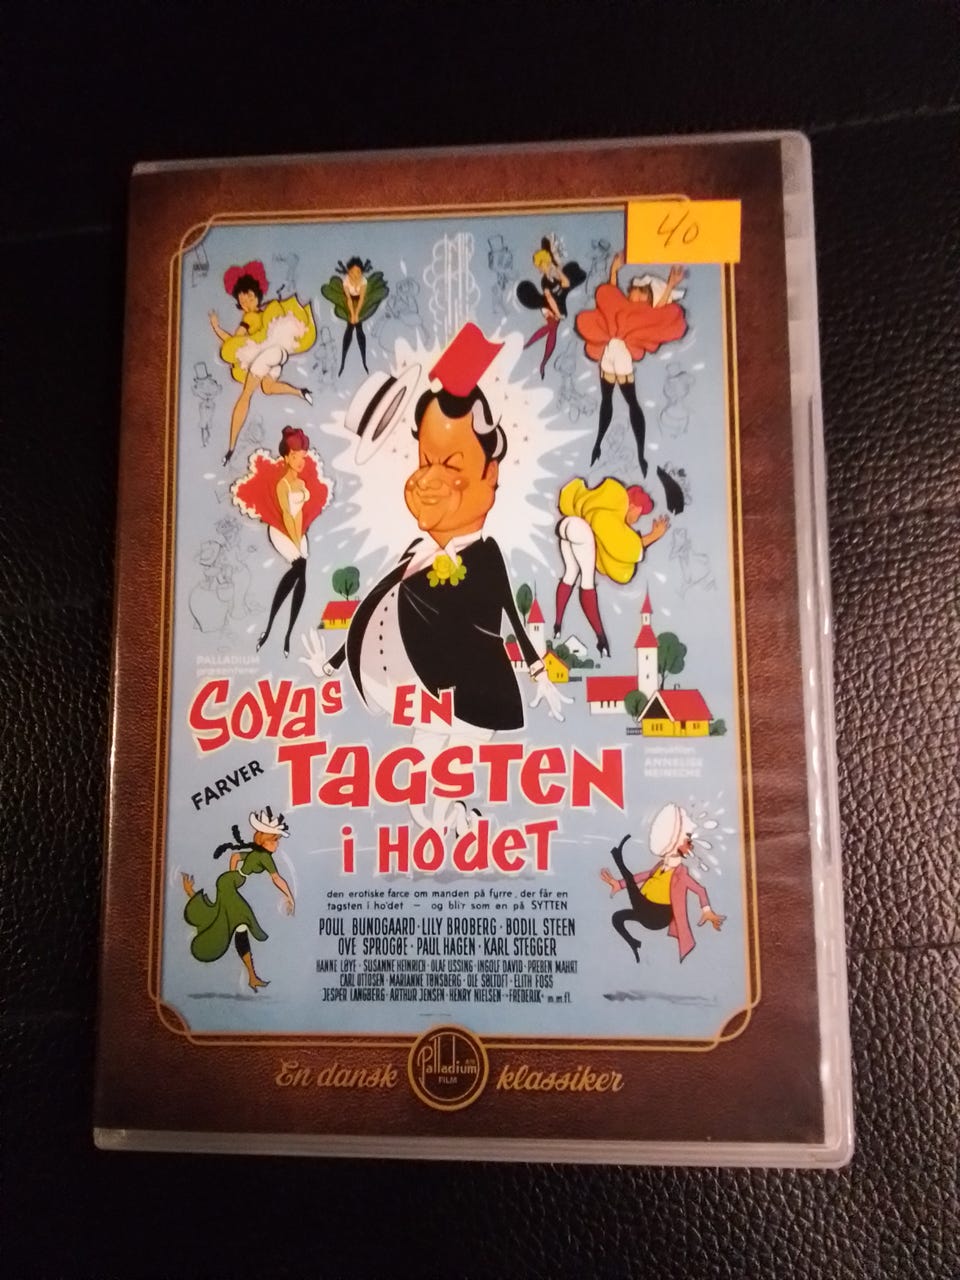 40
PALLADIUM
præsenterer
SOYAS EN
TAGSTEN
i HO'DET
FARVER
instruktion:
ANNELISE
MEINECHE
den erotiske farce om manden på fyrre, der får en
tagsten i ho'det — og bli'r som en på SYTTEN
POUL BUNDGAARD · LILY BROBERG · BODIL STEEN
OVE SPROGØE · PAUL HAGEN · KARL STEGGER
HANNE LØYE · SUSANNE HEINRICH · OLAF USSING · INGOLF DAVID · PREBEN MAHRT
CARL OTTOSEN · MARIANNE TØNSBERG · OLE SØLTOFT · ELITH FOSS
JESPER LANGBERG · ARTHUR JENSEN · HENRY NIELSEN · "FREDERIK" m.m.fl.
En dansk Palladium klassiker
FILM